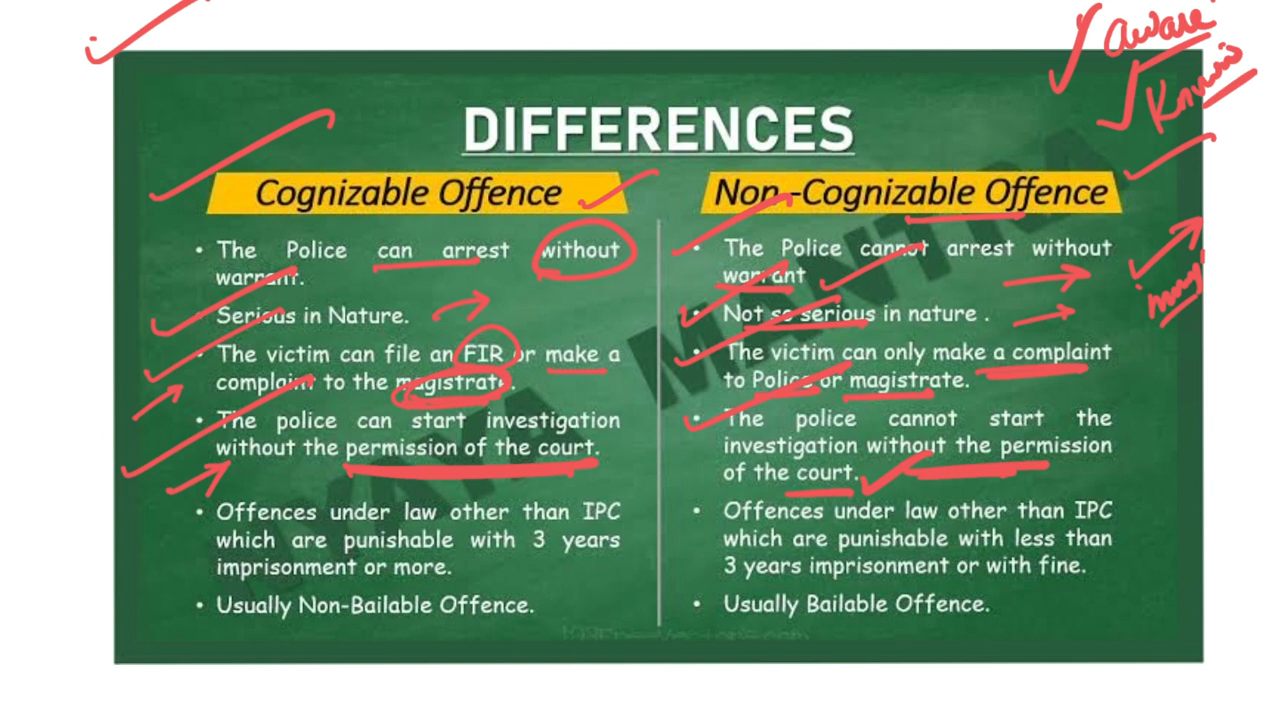 aware
DIFFERENCES
Cognizable Offence
• The Police can arrest without
warrant.
• Serious in Nature.
• The victim can file an FIR or make a
complaint to the magistrate.
• The police can start investigation
without the permission of the court.
• Offences under law other than IPC
which are punishable with 3 years
imprisonment or more.
• Usually Non-Bailable Offence.
Non-Cognizable Offence
• The Police cannot arrest without
warrant
• Not so serious in nature .
• The victim can only make a complaint
to Police or magistrate.
• The police cannot start the
investigation without the permission
of the court.
• Offences under law other than IPC
which are punishable with less than
3 years imprisonment or with fine.
• Usually Bailable Offence.
MANTRA